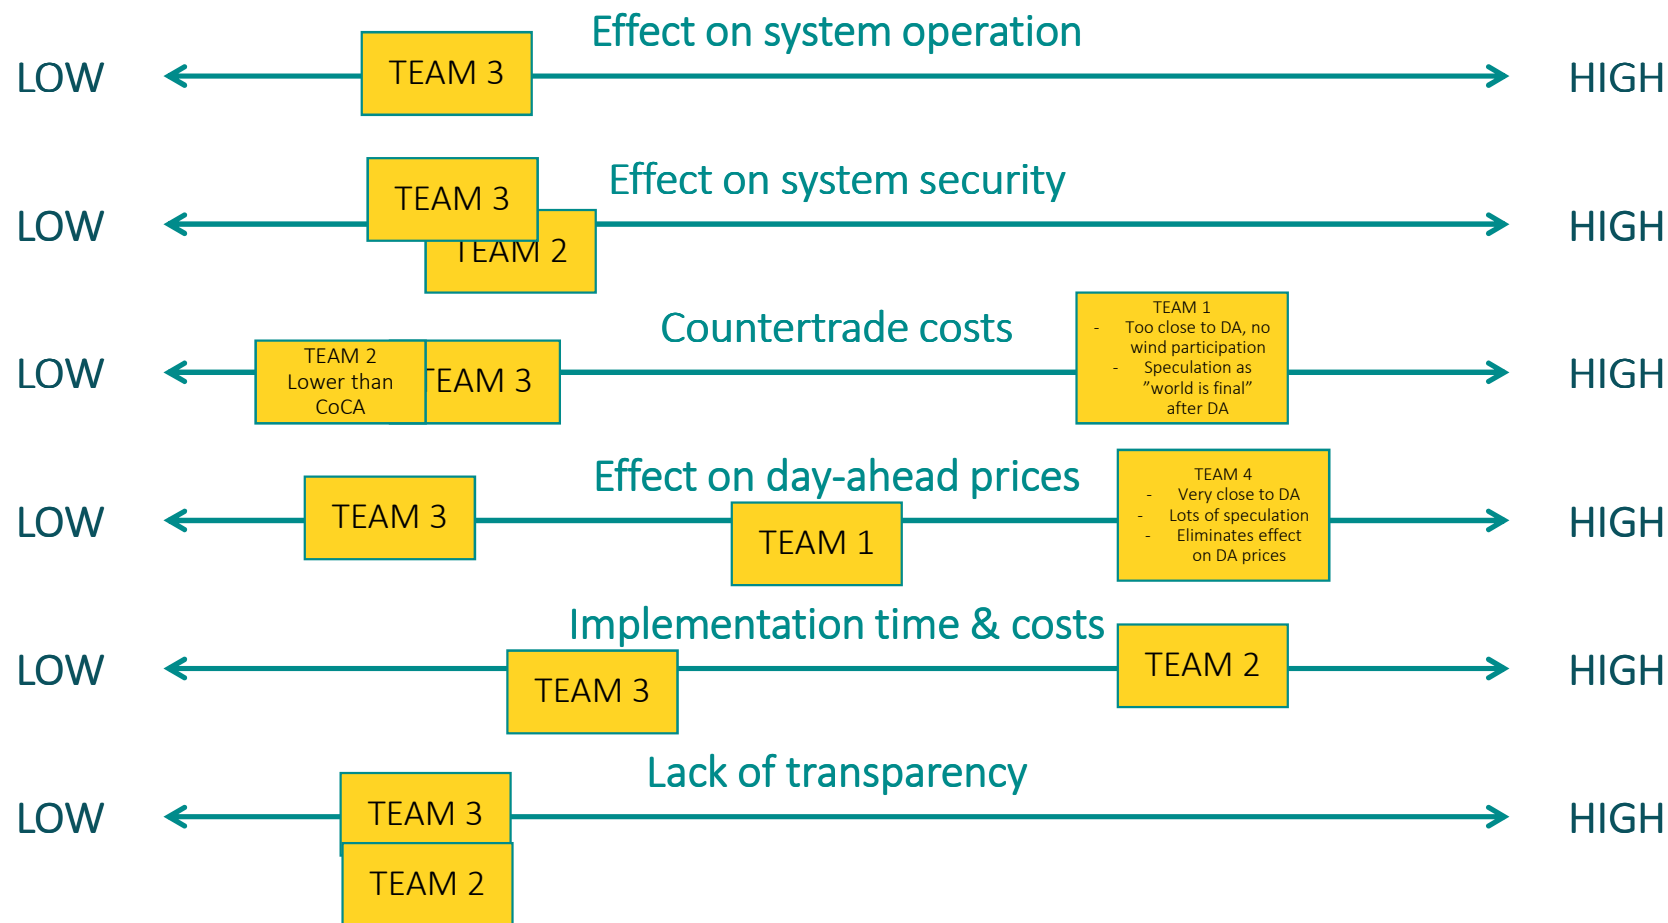 Effect on system operation
LOW
TEAM 3
HIGH
Effect on system security
LOW
TEAM 3
TEAM 2
HIGH
Countertrade costs
LOW
TEAM 2
Lower than
CoCA
TEAM 3
TEAM 1
- Too close to DA, no
wind participation
- Speculation as
”world is final”
after DA
HIGH
Effect on day-ahead prices
LOW
TEAM 3
TEAM 1
TEAM 4
- Very close to DA
- Lots of speculation
- Eliminates effect
on DA prices
HIGH
Implementation time & costs
LOW
TEAM 3
TEAM 2
HIGH
Lack of transparency
LOW
TEAM 3
TEAM 2
HIGH